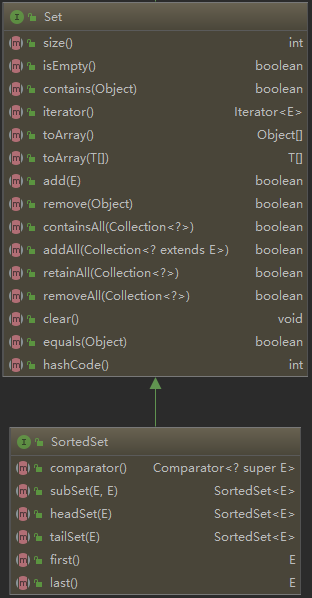 Set
size() int
isEmpty() boolean
contains(Object) boolean
iterator() Iterator<E>
toArray() Object[]
toArray(T[]) T[]
add(E) boolean
remove(Object) boolean
containsAll(Collection<?>) boolean
addAll(Collection<? extends E>) boolean
retainAll(Collection<?>) boolean
removeAll(Collection<?>) boolean
clear() void
equals(Object) boolean
hashCode() int
SortedSet
comparator() Comparator<? super E>
subSet(E, E) SortedSet<E>
headSet(E) SortedSet<E>
tailSet(E) SortedSet<E>
first() E
last() E